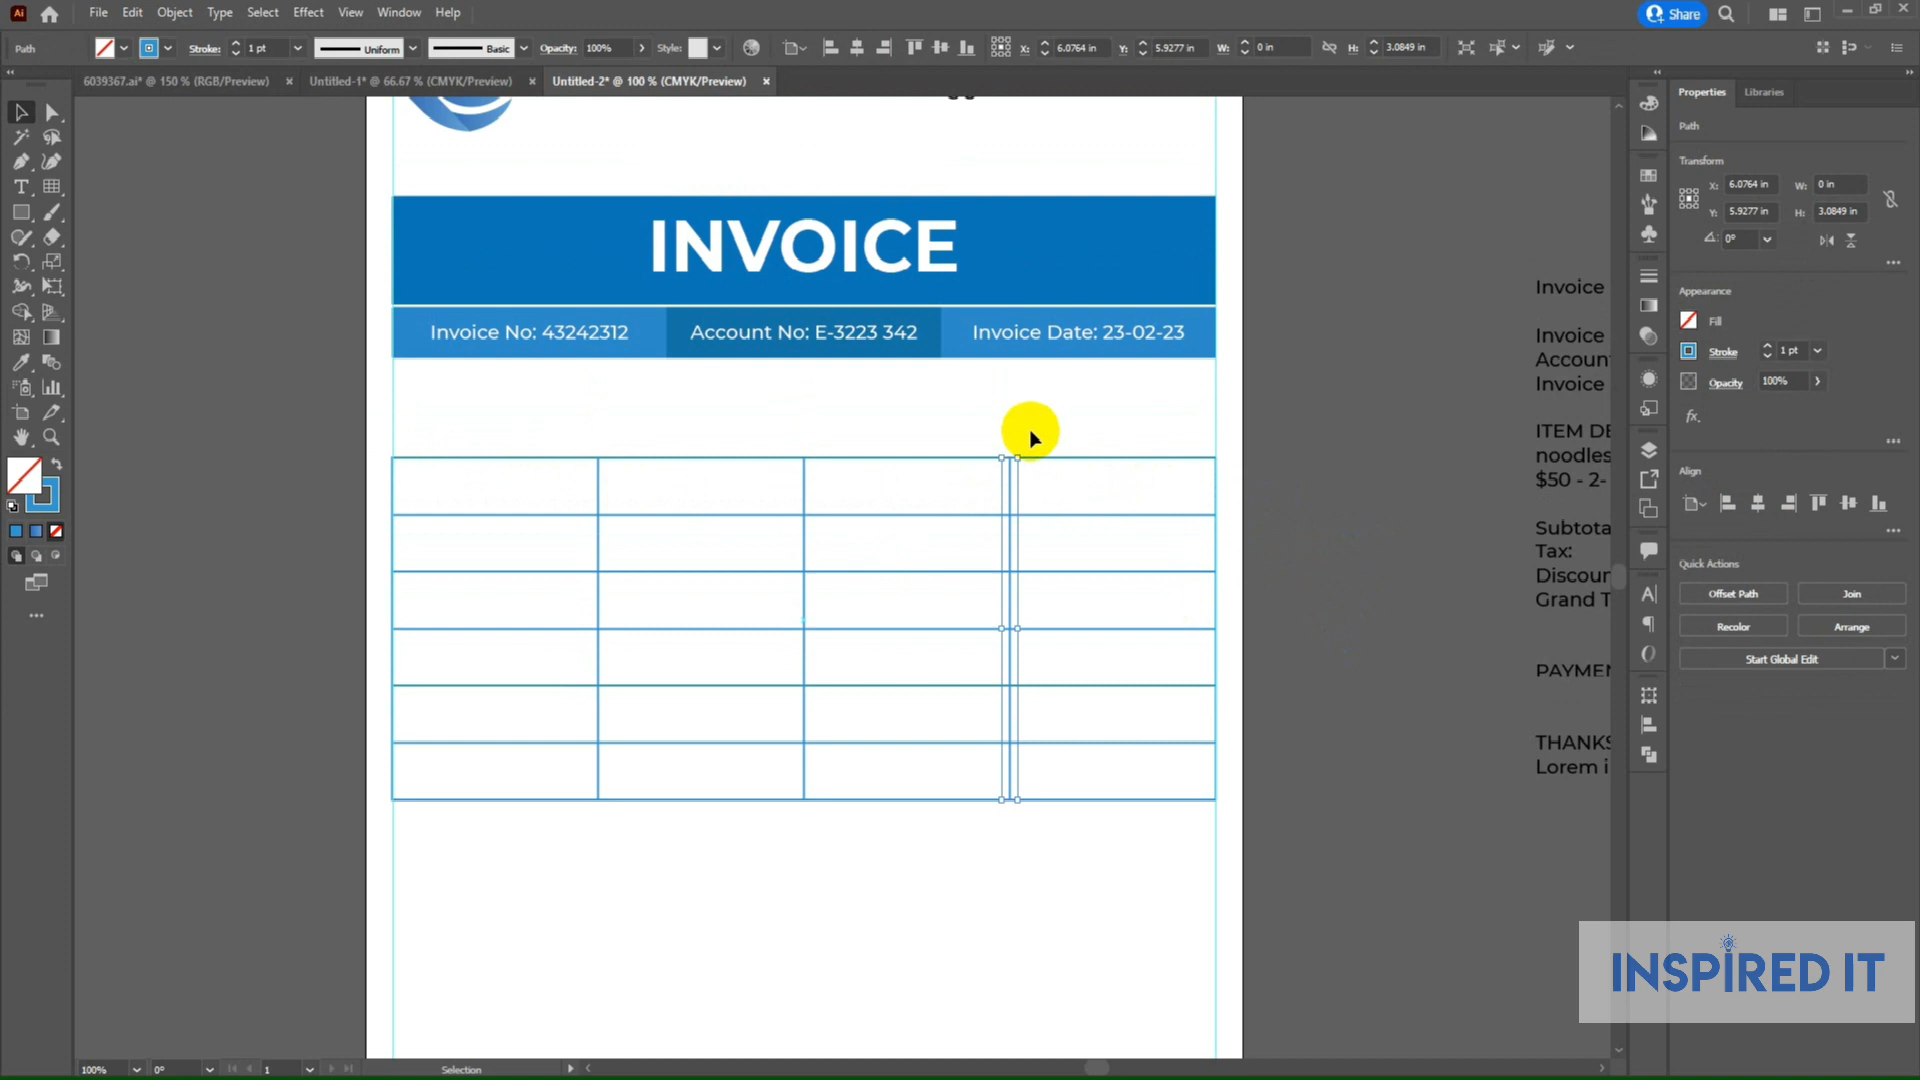 Ai File Edit Object Type Select Effect View Window Help Share
Path Stroke: 1 pt Uniform Basic Opacity: 100% Style: X: 6.0764 in Y: 5.9277 in W: 0 in H: 3.0849 in
6039367.ai* @ 150 % (RGB/Preview) Untitled-1* @ 66.67 % (CMYK/Preview) Untitled-2* @ 100 % (CMYK/Preview)
Properties Libraries
Path
Transform
X: 6.0764 in W: 0 in
Y: 5.9277 in H: 3.0849 in
0°
Appearance
Fill
Stroke 1 pt
Opacity 100%
fx.
Align
Quick Actions
Offset Path Join
Recolor Arrange
Start Global Edit
INVOICE
Invoice No: 43242312 Account No: E-3223 342 Invoice Date: 23-02-23
Invoice
Invoice
Accoun
Invoice
ITEM DE
noodles
$50 - 2-
Subtota
Tax:
Discoun
Grand T
PAYMEN
THANKS
Lorem i
INSPIRED IT
100% 0° 1 Selection